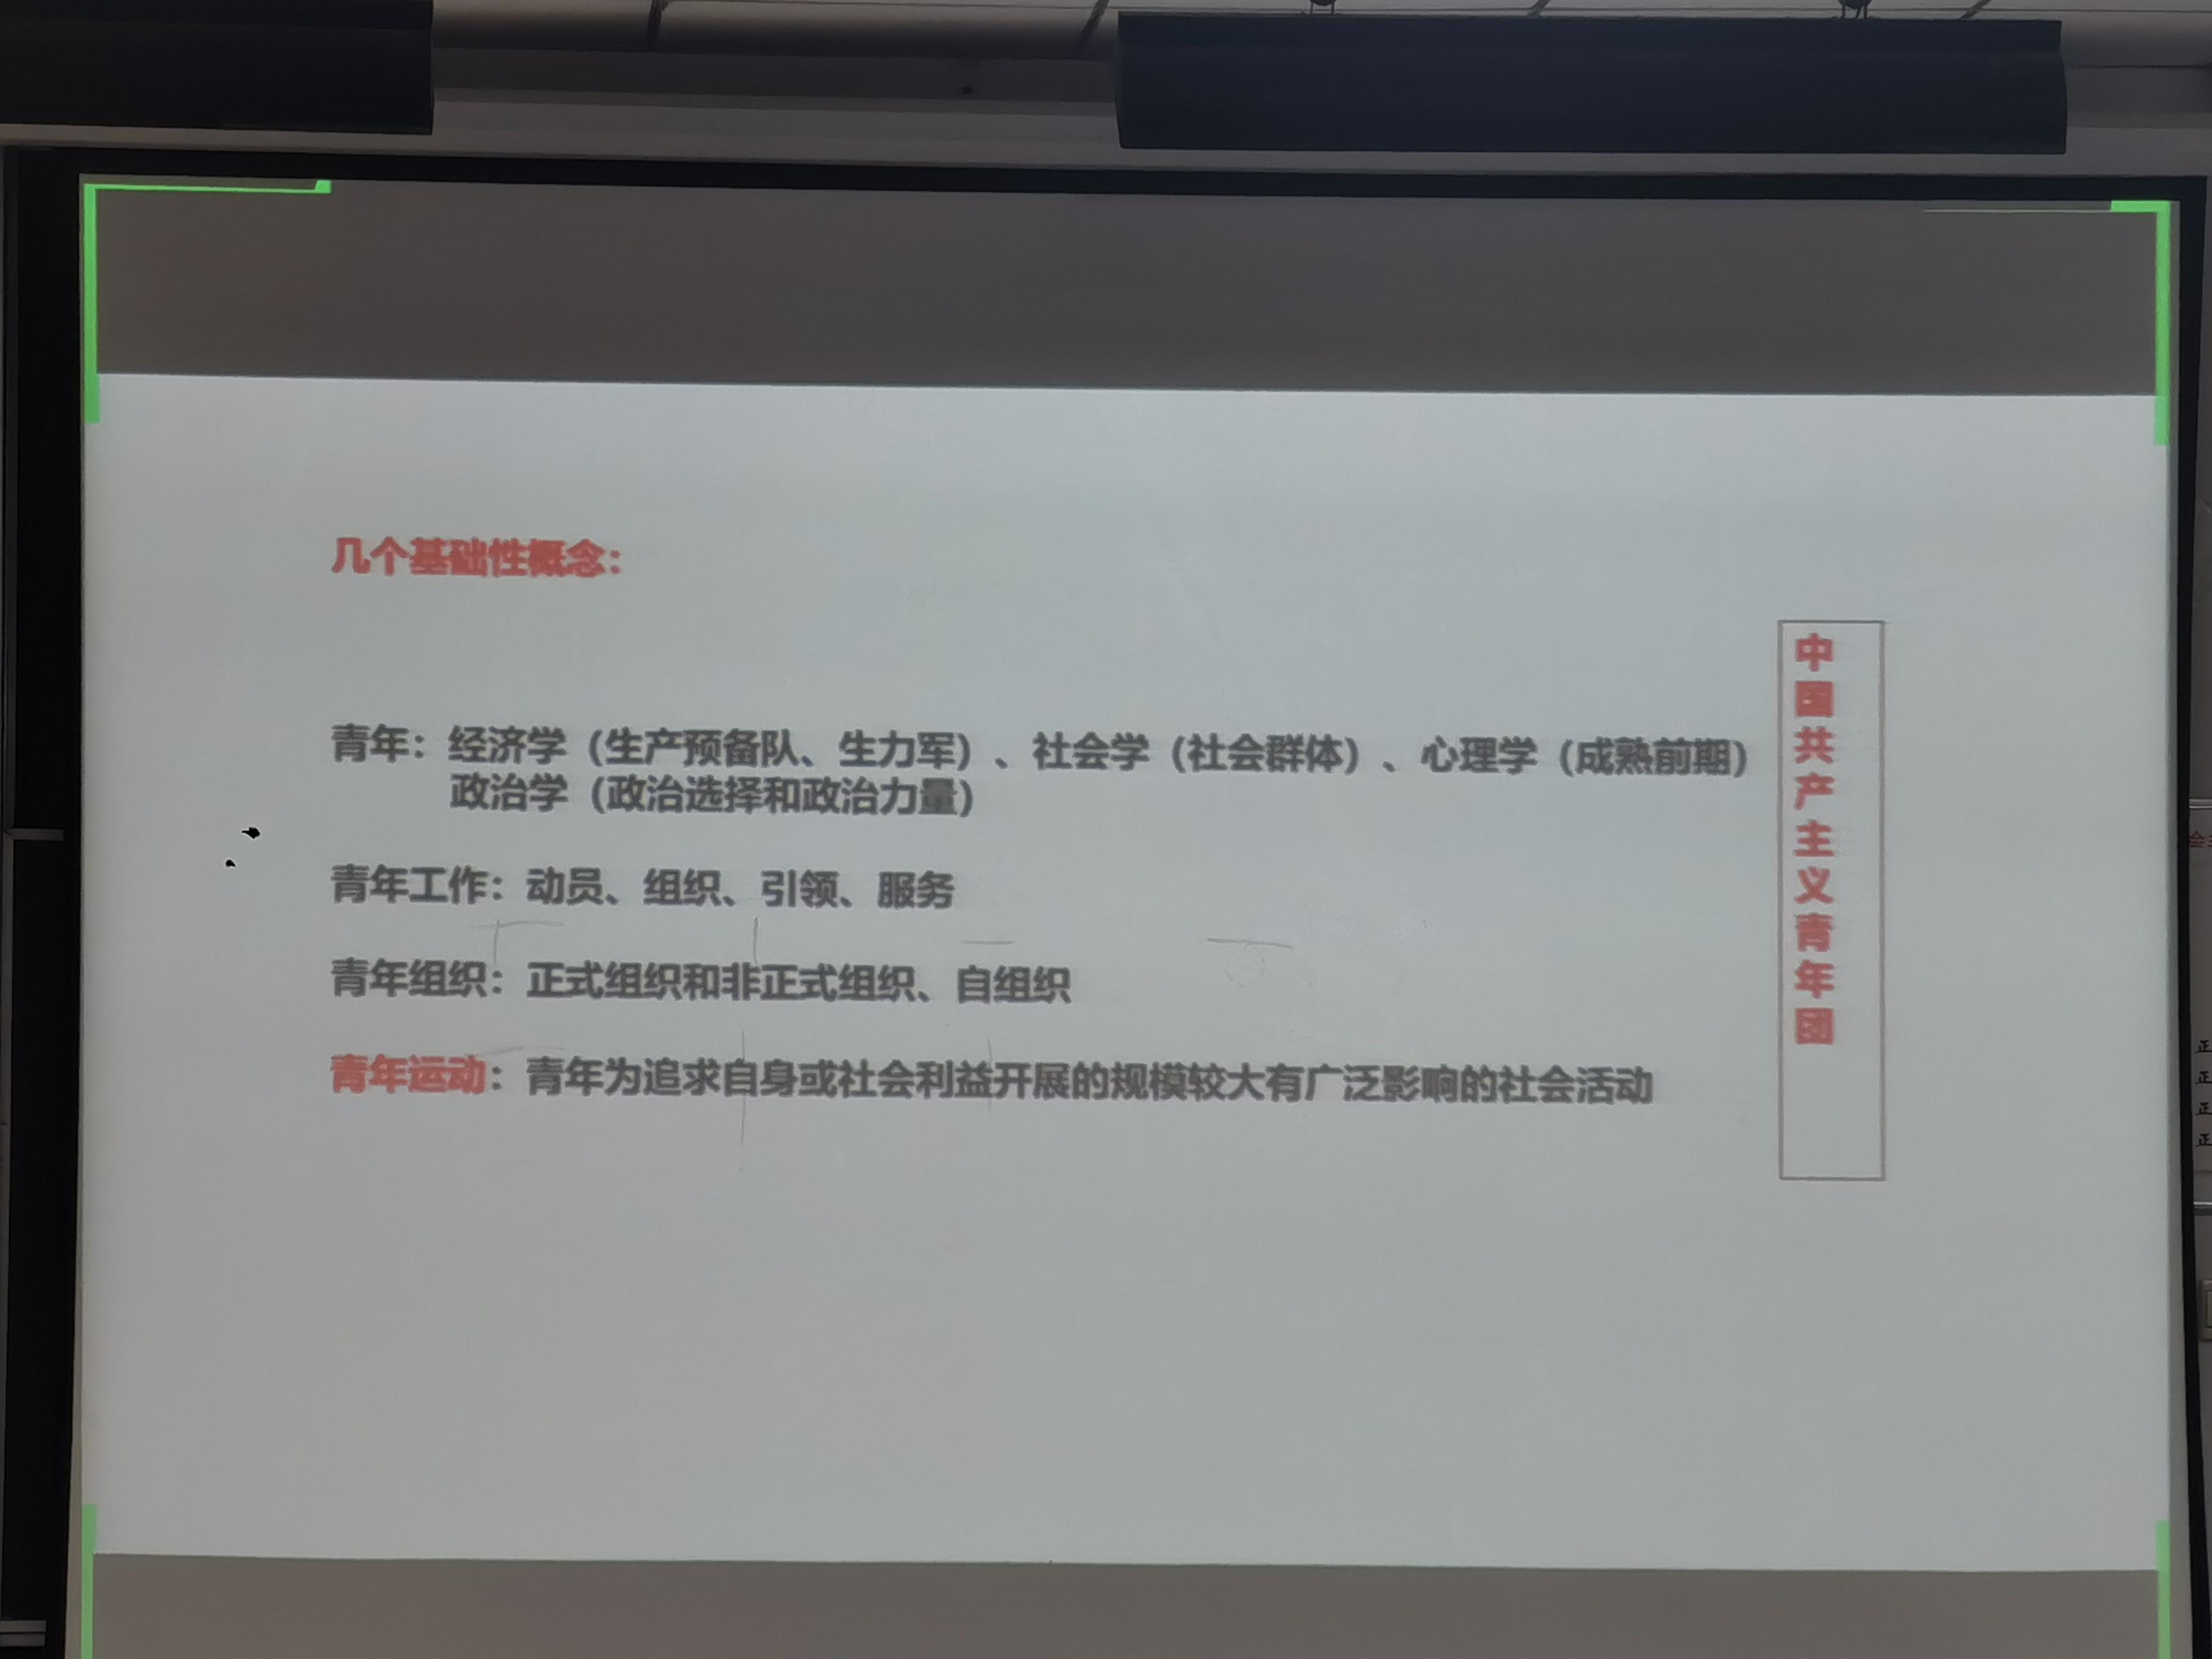 几个基础性概念：
青年：经济学（生产预备队、生力军）、社会学（社会群体）、心理学（成熟前期）
政治学（政治选择和政治力量）
青年工作：动员、组织、引领、服务
青年组织：正式组织和非正式组织、自组织
青年运动：青年为追求自身或社会利益开展的规模较大有广泛影响的社会活动
中国共产主义青年团
会
正
正
正
正